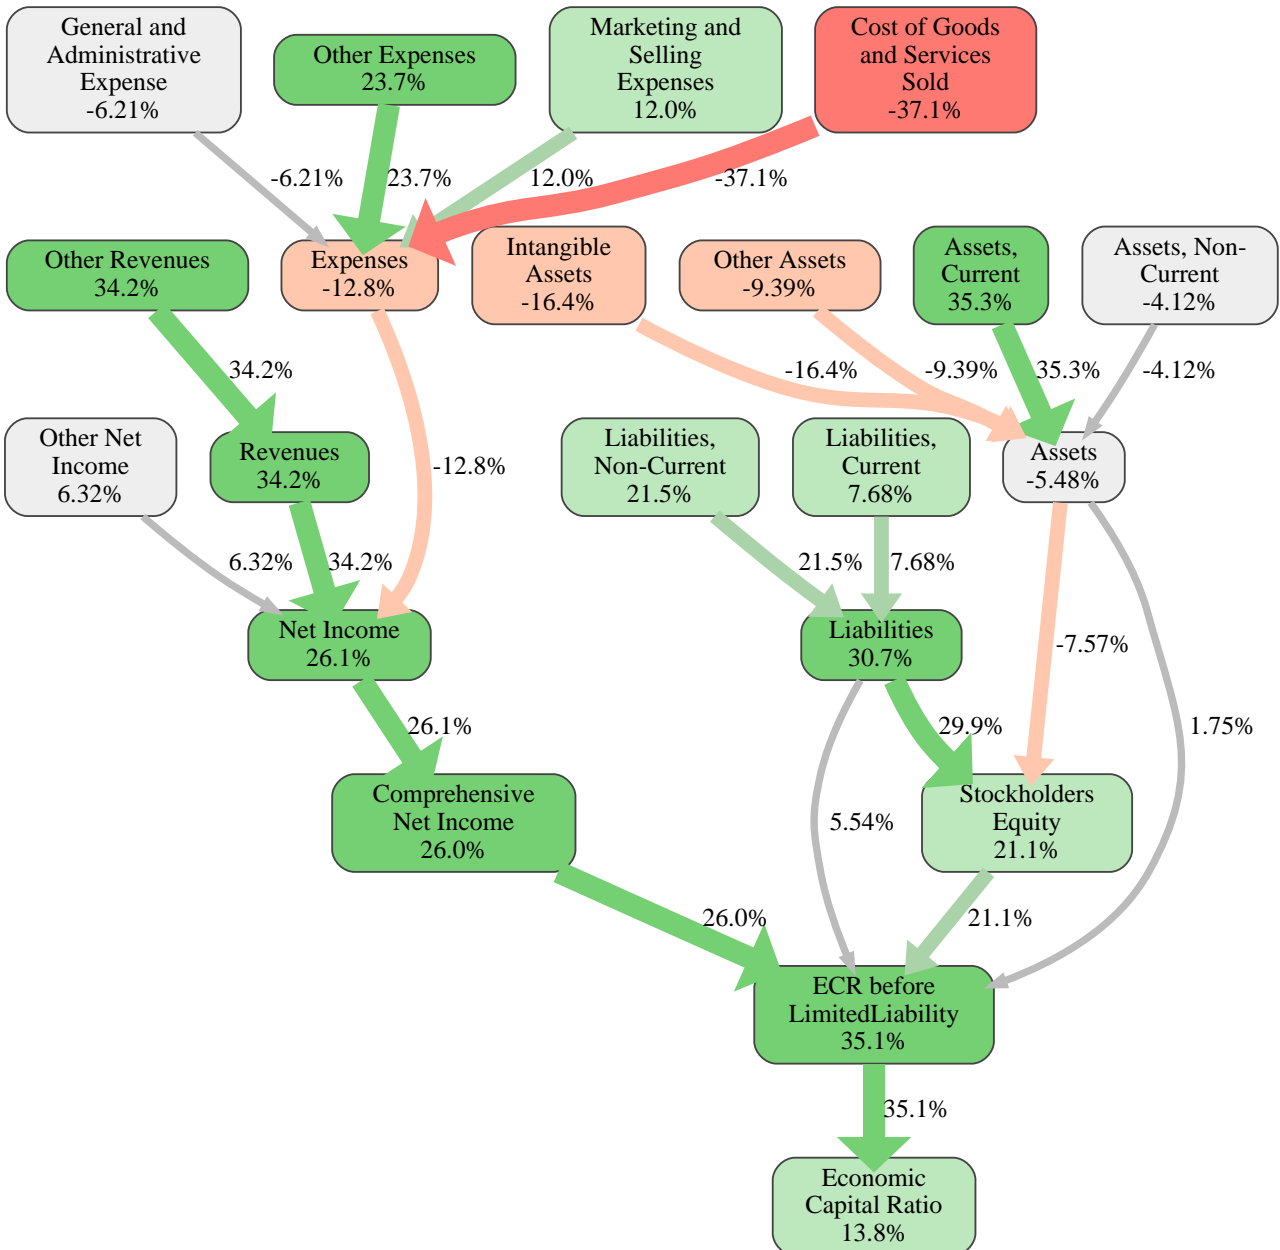 General and
Administrative
Expense
-6.21%
Other Expenses
23.7%
Marketing and
Selling
Expenses
12.0%
Cost of Goods
and Services
Sold
-37.1%
-6.21%
23.7%
12.0%
-37.1%
Other Revenues
34.2%
Expenses
-12.8%
Intangible
Assets
-16.4%
Other Assets
-9.39%
Assets,
Current
35.3%
Assets, Non-
Current
-4.12%
34.2%
-16.4%
-9.39%
35.3%
-4.12%
Other Net
Income
6.32%
Revenues
34.2%
-12.8%
Liabilities,
Non-Current
21.5%
Liabilities,
Current
7.68%
Assets
-5.48%
6.32%
34.2%
21.5%
7.68%
Net Income
26.1%
Liabilities
30.7%
-7.57%
26.1%
29.9%
1.75%
Comprehensive
Net Income
26.0%
5.54%
Stockholders
Equity
21.1%
26.0%
21.1%
ECR before
LimitedLiability
35.1%
35.1%
Economic
Capital Ratio
13.8%